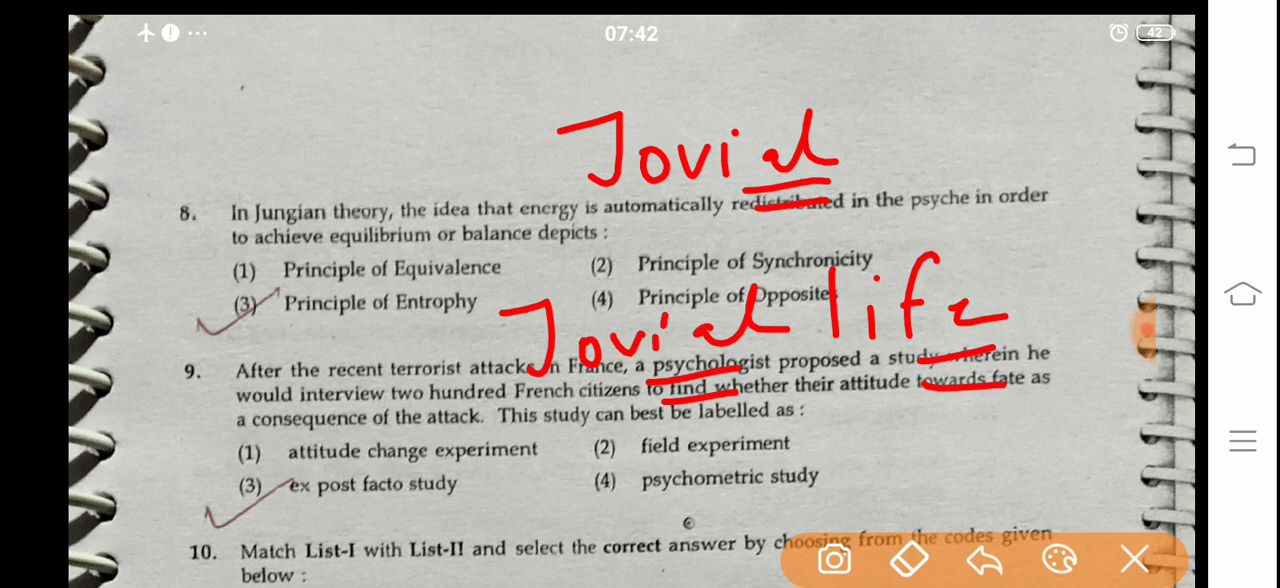 07:42
42
Jovial
8. In Jungian theory, the idea that energy is automatically redistributed in the psyche in order
to achieve equilibrium or balance depicts :
(1) Principle of Equivalence (2) Principle of Synchronicity
(3) Principle of Entrophy (4) Principle of Opposites
Jovial life
9. After the recent terrorist attacks in France, a psychologist proposed a study wherein he
would interview two hundred French citizens to find whether their attitude towards fate as
a consequence of the attack. This study can best be labelled as :
(1) attitude change experiment (2) field experiment
(3) ex post facto study (4) psychometric study
10. Match List-I with List-II and select the correct answer by choosing from the codes given
below :